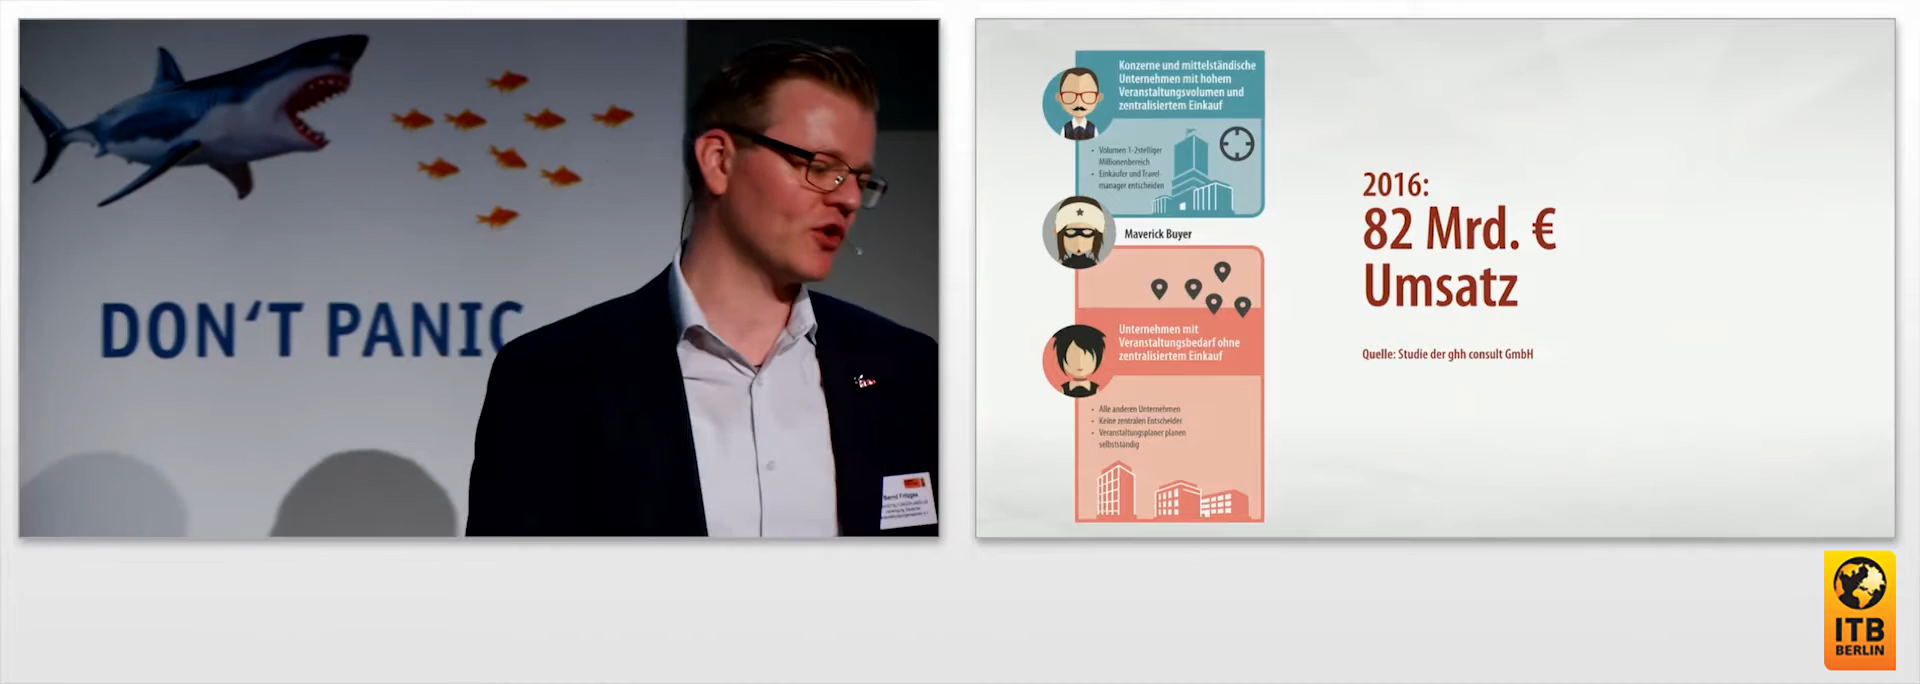 DON'T PANIC
Bernd Fritzges
Konzerne und mittelständische
Unternehmen mit hohem
Veranstaltungsvolumen und
zentralisiertem Einkauf
• Volumen 1-2stelliger
Millionenbereich
• Einkäufer und Travel-
manager entscheiden
Maverick Buyer
Unternehmen mit
Veranstaltungsbedarf ohne
zentralisiertem Einkauf
• Alle anderen Unternehmen
• Keine zentralen Entscheider
• Veranstaltungsplaner planen
selbstständig
2016:
82 Mrd. €
Umsatz
Quelle: Studie der ghh consult GmbH
ITB
BERLIN